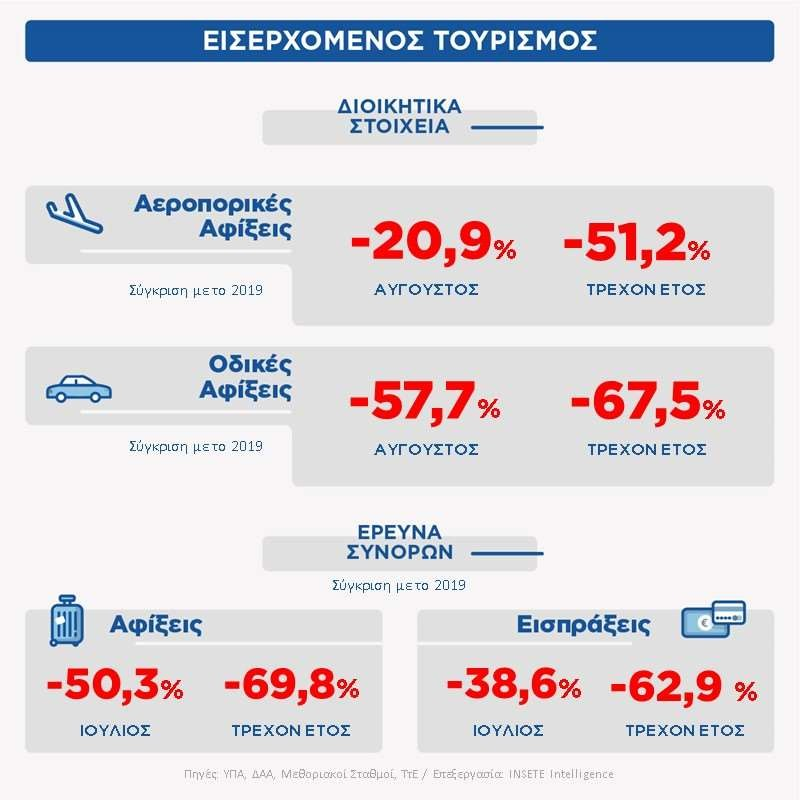 ΕΙΣΕΡΧΟΜΕΝΟΣ ΤΟΥΡΙΣΜΟΣ
ΔΙΟΙΚΗΤΙΚΑ
ΣΤΟΙΧΕΙΑ
Αεροπορικές
Αφίξεις
-20,9%
-51,2%
Σύγκριση με το 2019
ΑΥΓΟΥΣΤΟΣ
ΤΡΕΧΟΝ ΕΤΟΣ
Οδικές
Αφίξεις
-57,7%
-67,5%
Σύγκριση με το 2019
ΑΥΓΟΥΣΤΟΣ
ΤΡΕΧΟΝ ΕΤΟΣ
ΕΡΕΥΝΑ
ΣΥΝΟΡΩΝ
Σύγκριση με το 2019
Αφίξεις
-50,3%
-69,8%
ΙΟΥΛΙΟΣ
ΤΡΕΧΟΝ ΕΤΟΣ
Εισπράξεις
€
-38,6%
-62,9 %
ΙΟΥΛΙΟΣ
ΤΡΕΧΟΝ ΕΤΟΣ
Πηγές: ΥΠΑ, ΔΑΑ, Μεθοριακοί Σταθμοί, ΤτΕ / Επεξεργασία: INSETE Intelligence